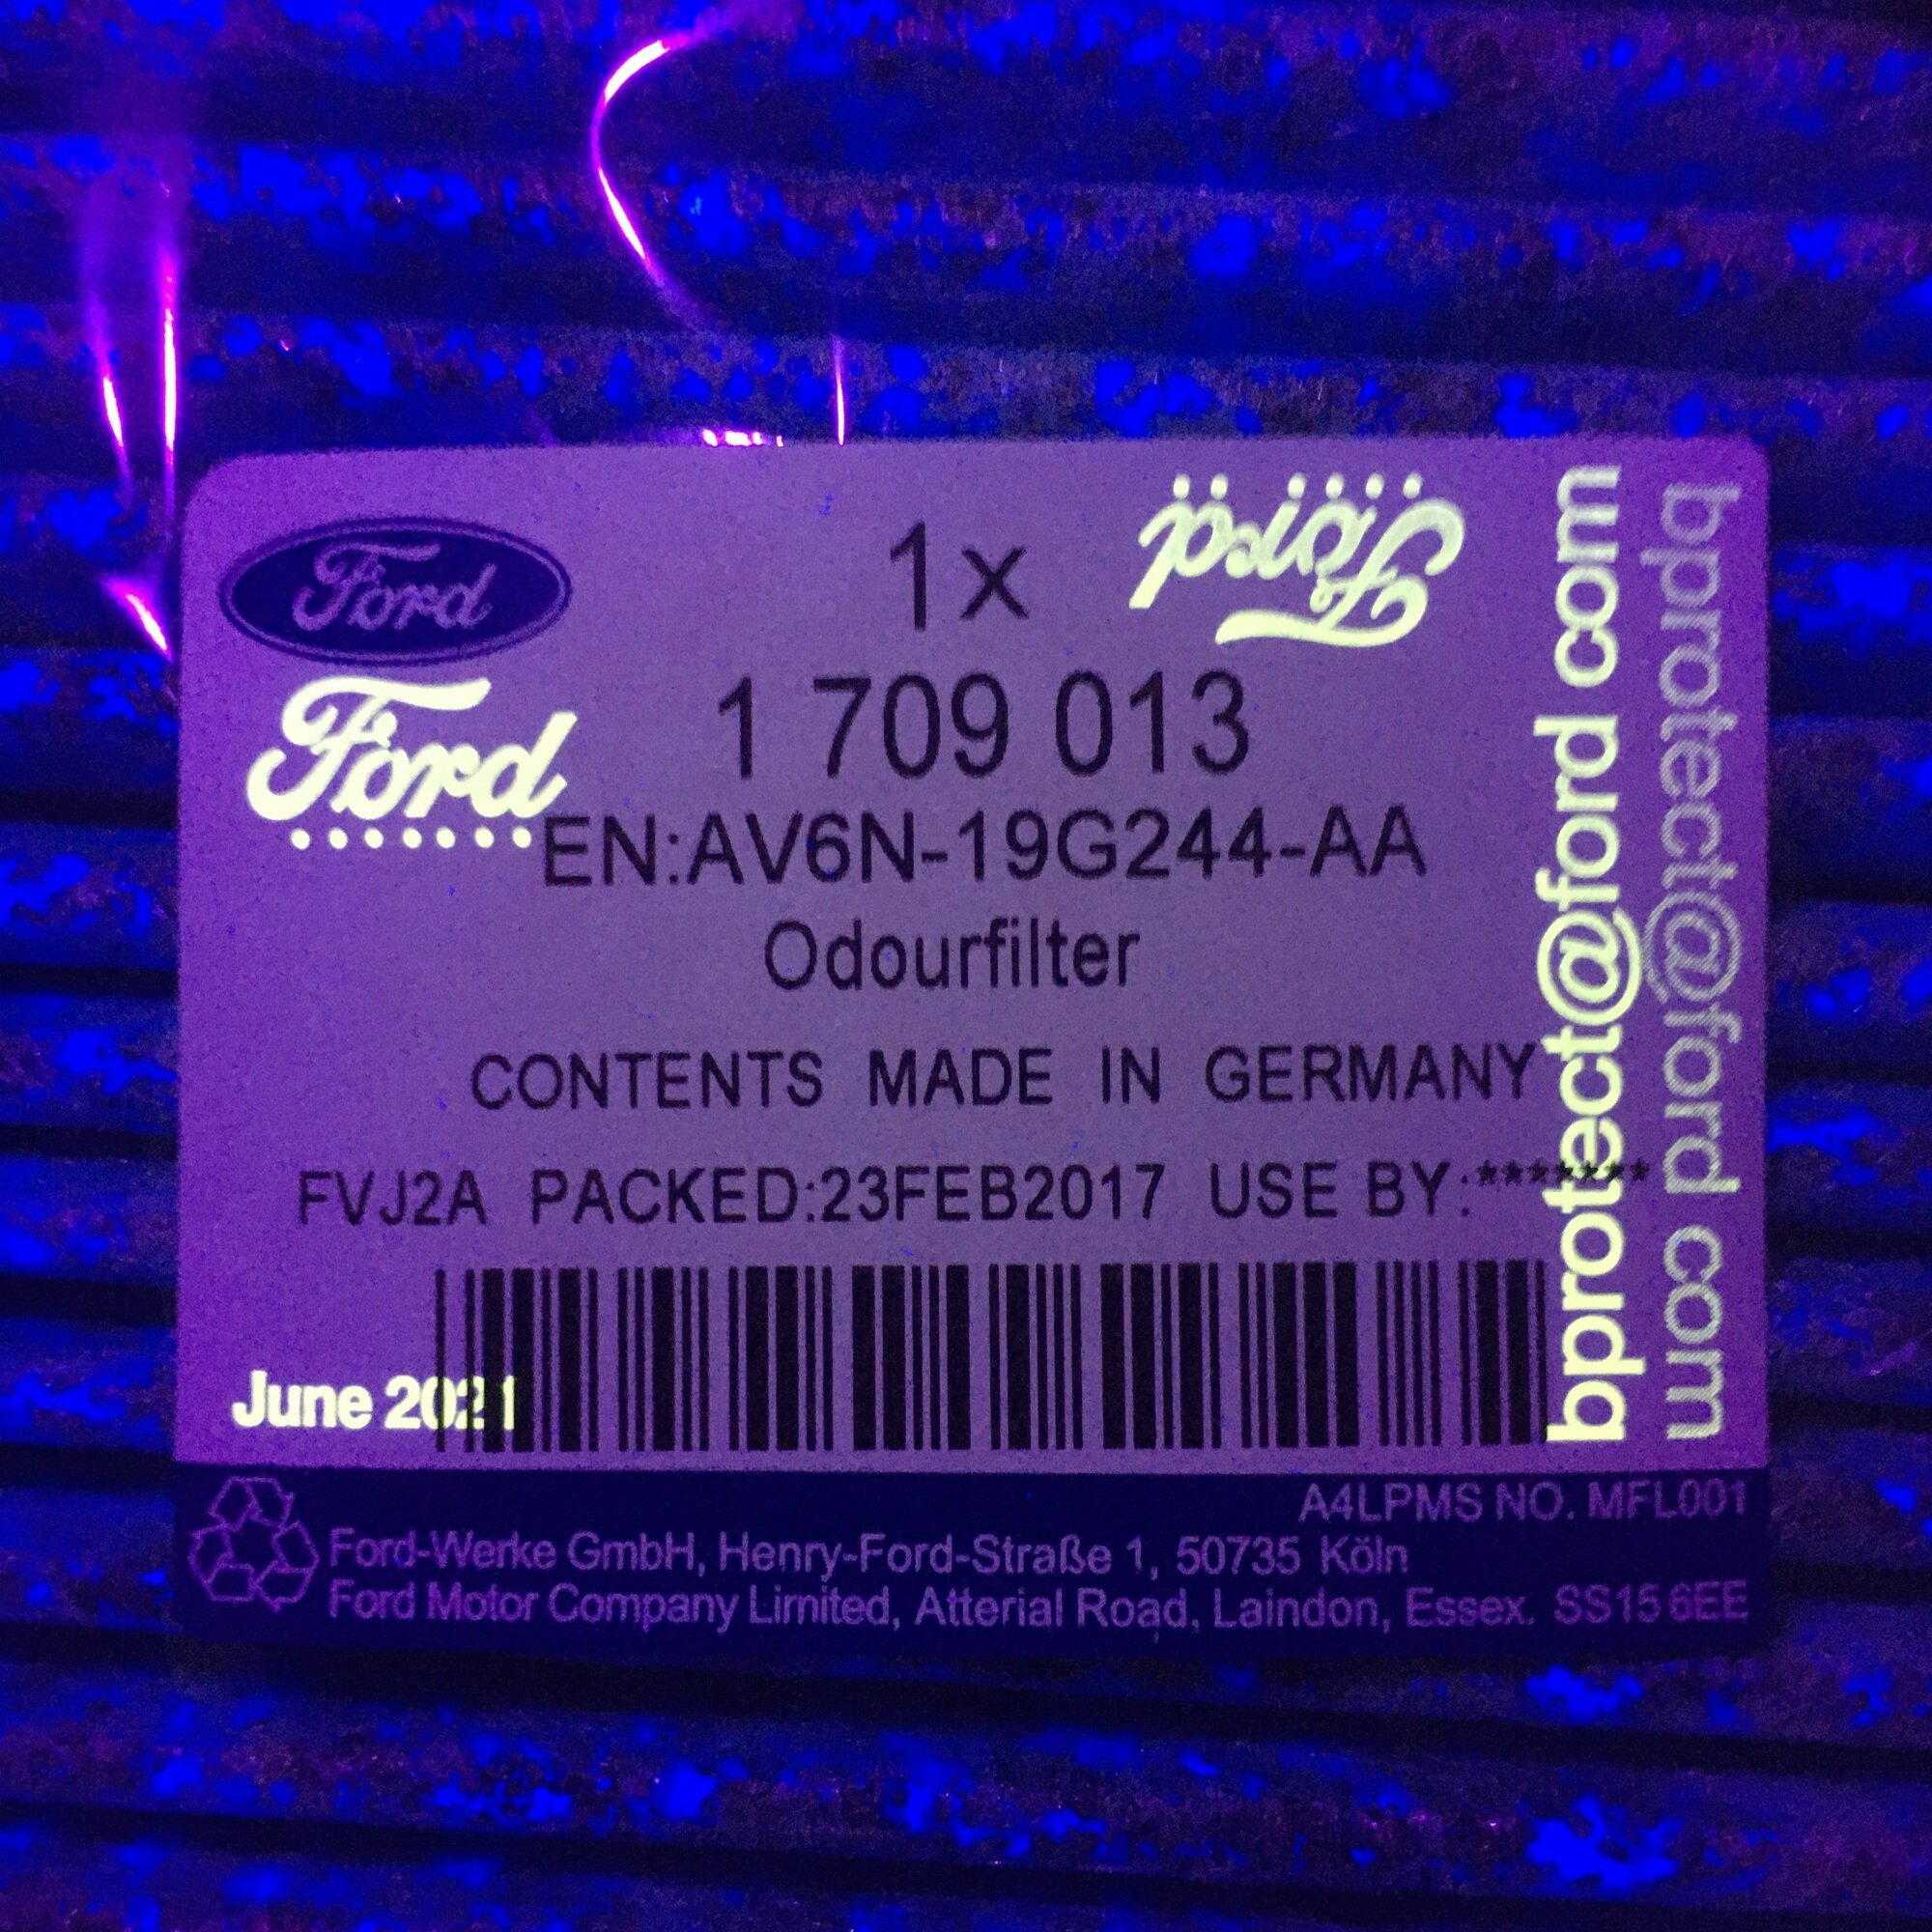 Ford
1x
Ford
Ford
1 709 013
EN:AV6N-19G244-AA
Odourfilter
CONTENTS MADE IN GERMANY
FVJ2A PACKED:23FEB2017 USE BY:*******
June 2021
bprotect@ford com
bprotect@ford com
A4LPMS NO. MFL001
Ford-Werke GmbH, Henry-Ford-Straße 1, 50735 Köln
Ford Motor Company Limited, Atterial Road, Laindon, Essex. SS15 6EE